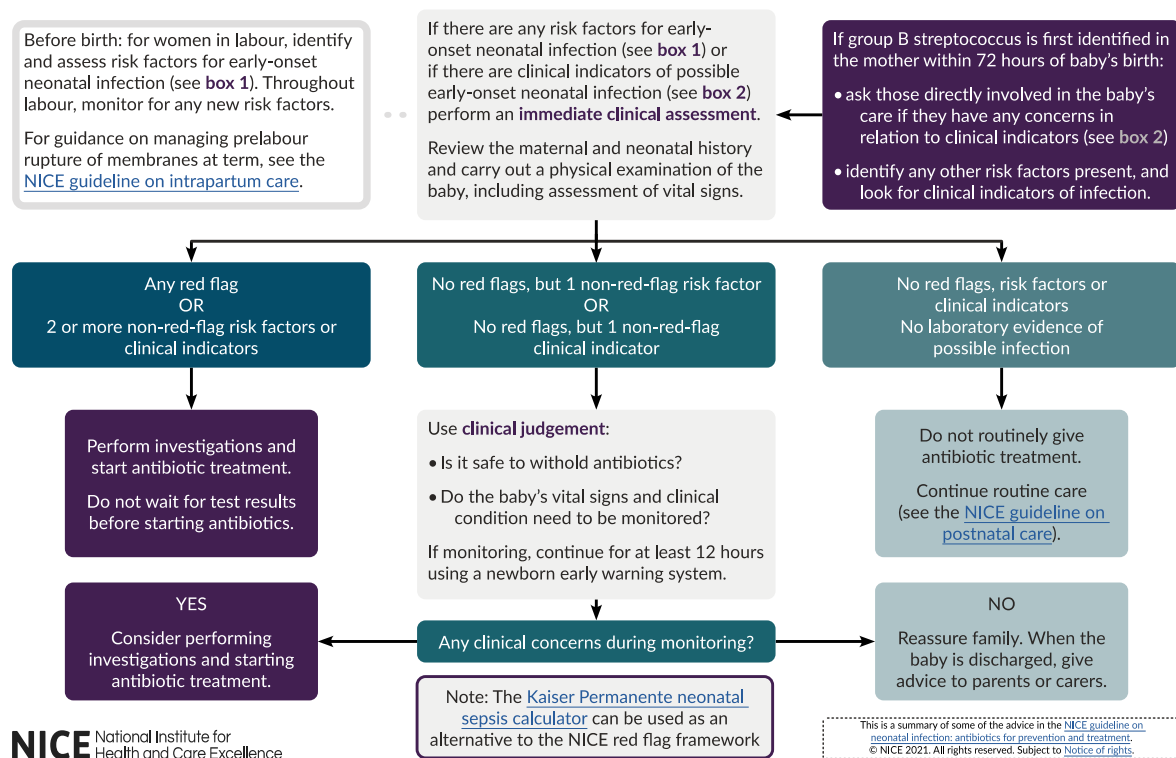 Before birth: for women in labour, identify
and assess risk factors for early-onset
neonatal infection (see box 1). Throughout
labour, monitor for any new risk factors.
For guidance on managing prelabour
rupture of membranes at term, see the
NICE guideline on intrapartum care.
If there are any risk factors for early-
onset neonatal infection (see box 1) or
if there are clinical indicators of possible
early-onset neonatal infection (see box 2)
perform an immediate clinical assessment.
Review the maternal and neonatal history
and carry out a physical examination of the
baby, including assessment of vital signs.
If group B streptococcus is first identified in
the mother within 72 hours of baby's birth:
• ask those directly involved in the baby's
care if they have any concerns in
relation to clinical indicators (see box 2)
• identify any other risk factors present, and
look for clinical indicators of infection.
Any red flag
OR
2 or more non-red-flag risk factors or
clinical indicators
No red flags, but 1 non-red-flag risk factor
OR
No red flags, but 1 non-red-flag
clinical indicator
No red flags, risk factors or
clinical indicators
No laboratory evidence of
possible infection
Perform investigations and
start antibiotic treatment.
Do not wait for test results
before starting antibiotics.
Use clinical judgement:
• Is it safe to withold antibiotics?
• Do the baby's vital signs and clinical
condition need to be monitored?
If monitoring, continue for at least 12 hours
using a newborn early warning system.
Do not routinely give
antibiotic treatment.
Continue routine care
(see the NICE guideline on
postnatal care).
YES
Consider performing
investigations and starting
antibiotic treatment.
Any clinical concerns during monitoring?
NO
Reassure family. When the
baby is discharged, give
advice to parents or carers.
Note: The Kaiser Permanente neonatal
sepsis calculator can be used as an
alternative to the NICE red flag framework
NICE National Institute for
Health and Care Excellence
This is a summary of some of the advice in the NICE guideline on
neonatal infection: antibiotics for prevention and treatment.
© NICE 2021. All rights reserved. Subject to Notice of rights.